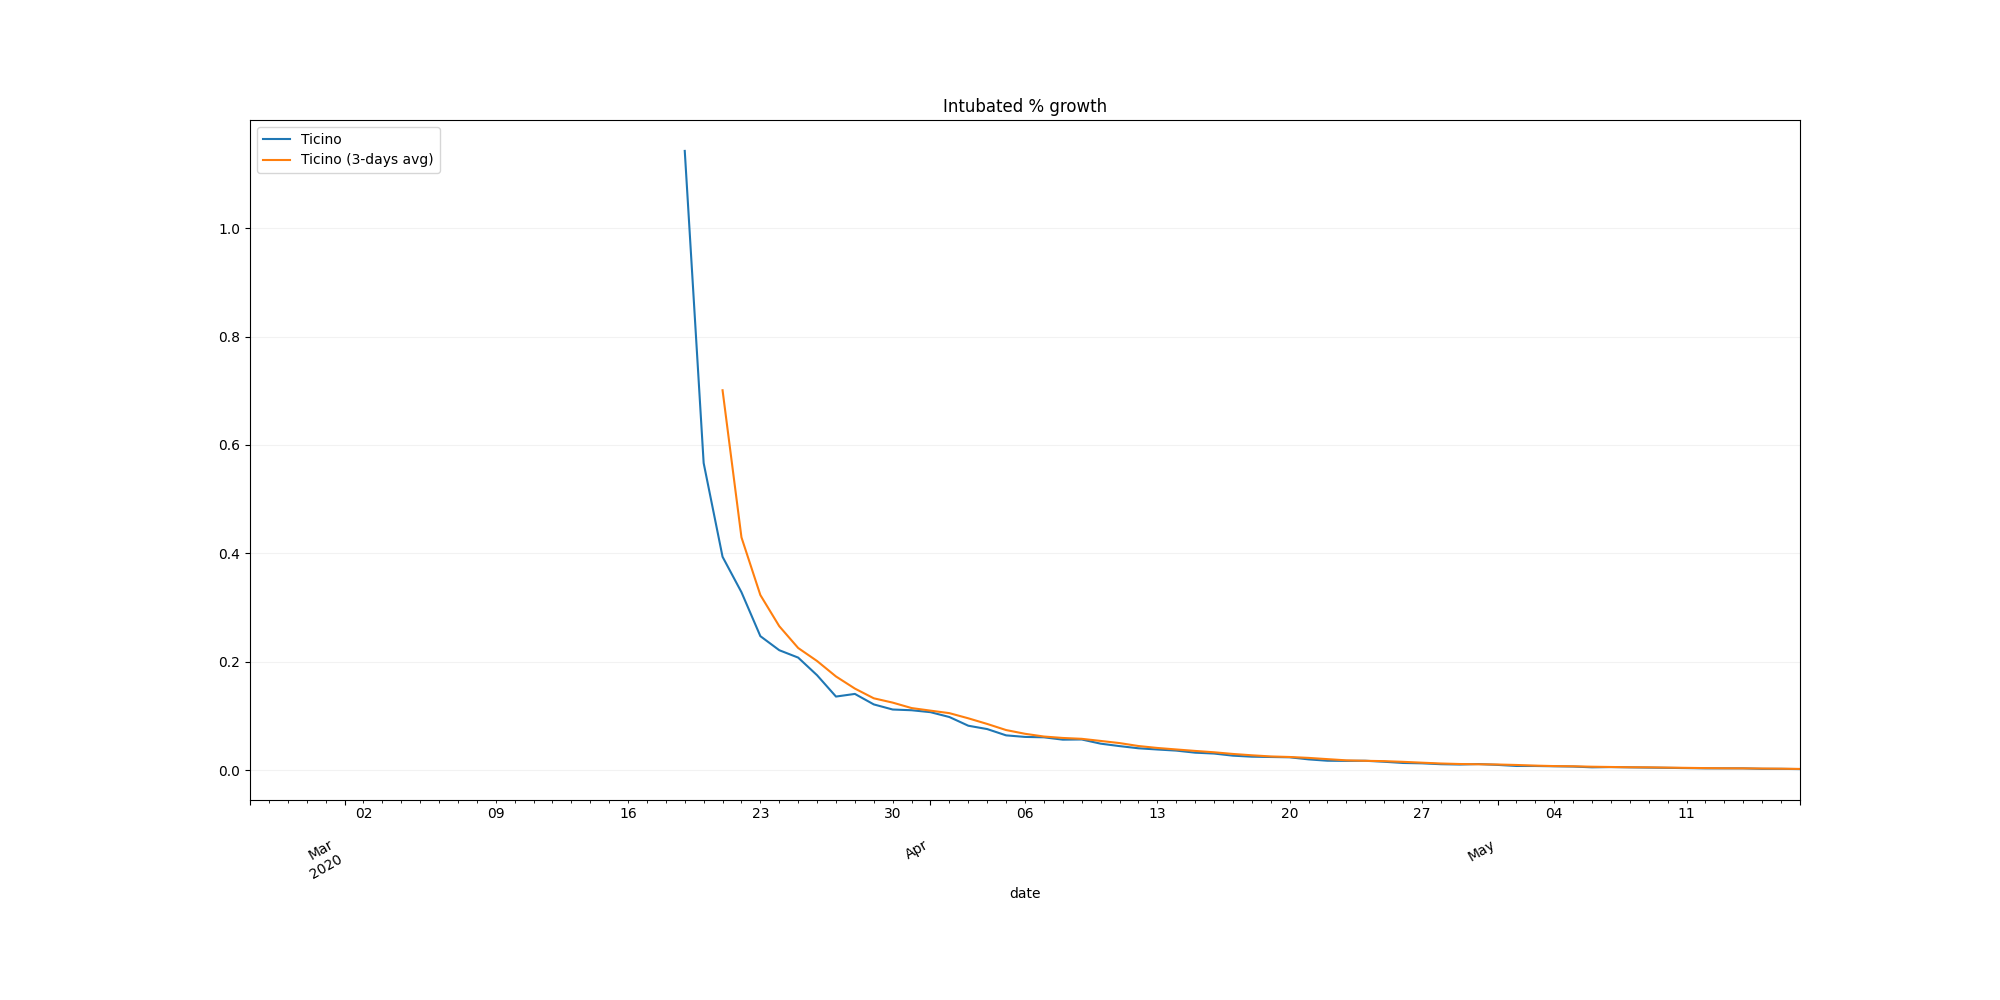 Intubated % growth
Ticino
Ticino (3-days avg)
1.0
0.8
0.6
0.4
0.2
0.0
02 09 16 23 30 06 13 20 27 04 11
Mar Apr May
2020
date